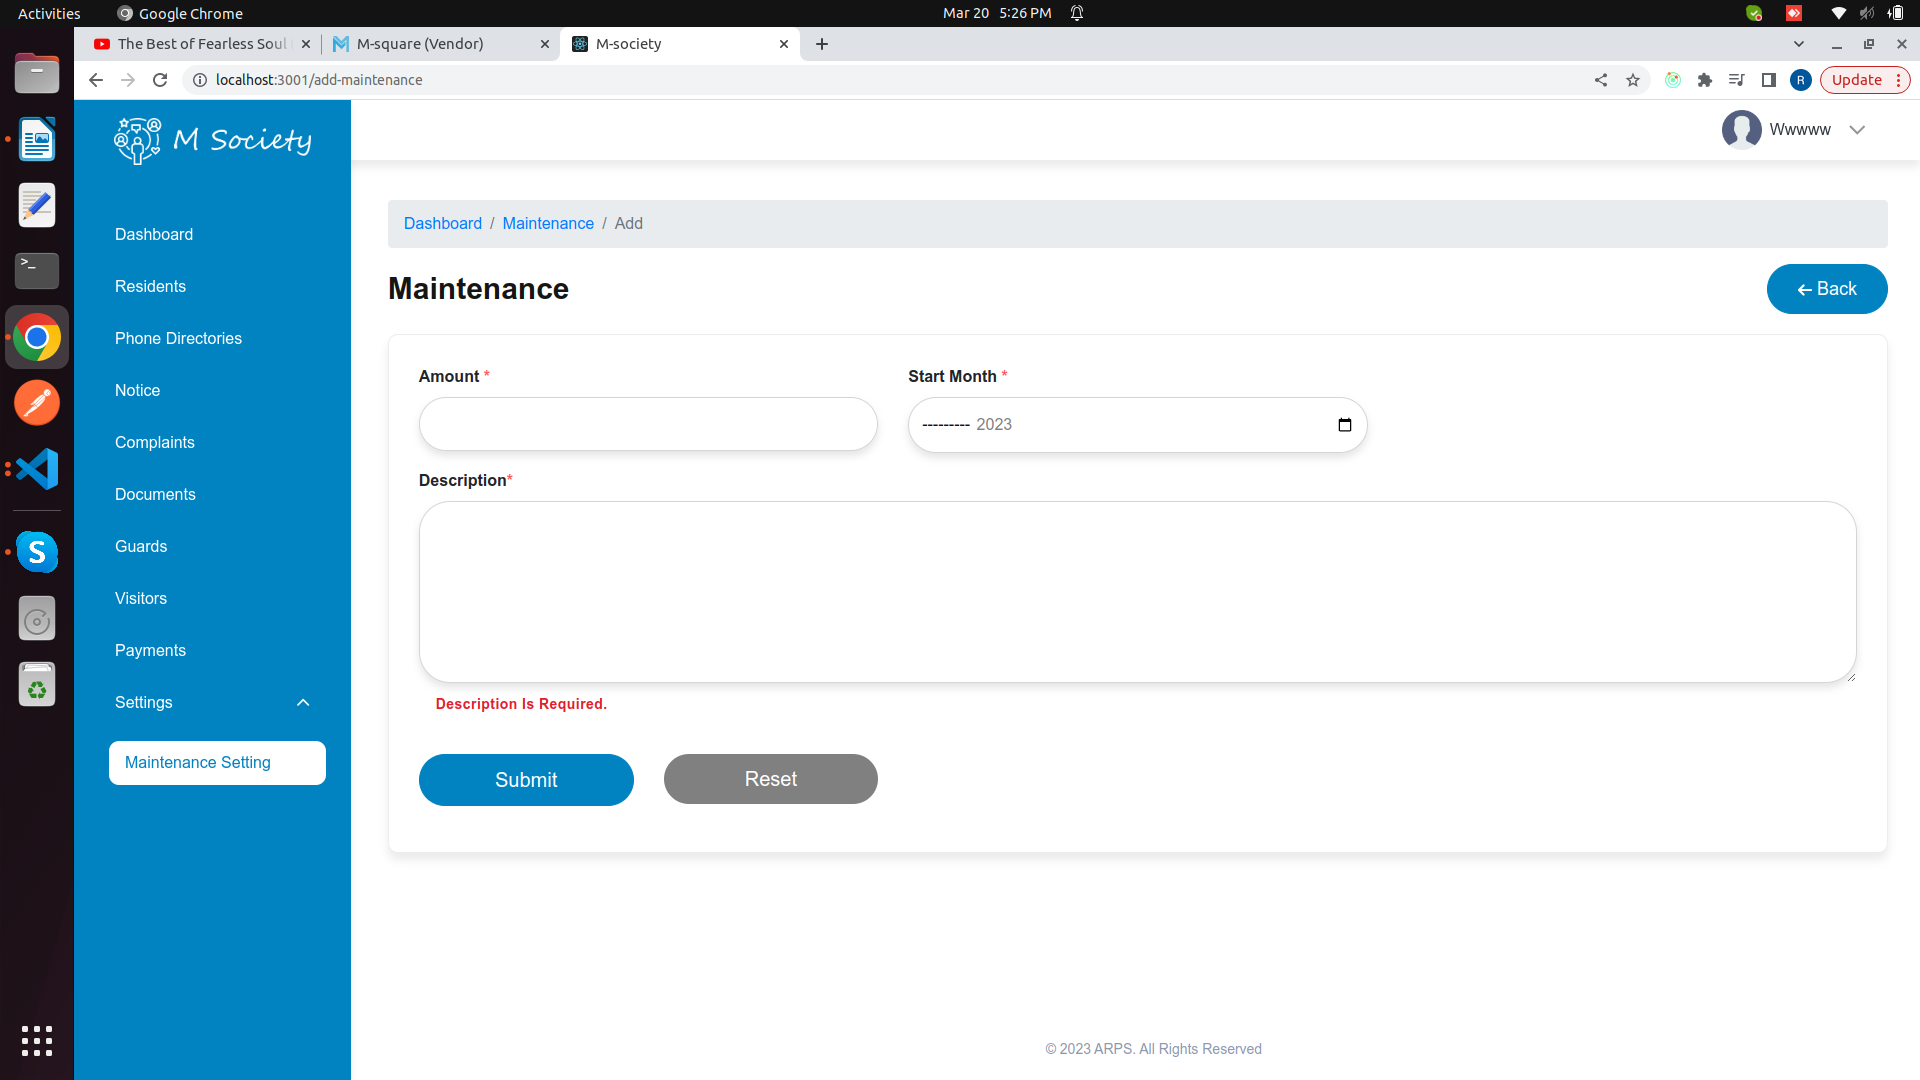 Activities
Google Chrome
Mar 20 5:26 PM
The Best of Fearless Soul
M-square (Vendor)
M-society
localhost:3001/add-maintenance
R
Update
M Society
Wwwww
Dashboard
Residents
Phone Directories
Notice
Complaints
Documents
Guards
Visitors
Payments
Settings
Maintenance Setting
Dashboard / Maintenance / Add
Maintenance
Back
Amount *
Start Month *
--------- 2023
Description*
Description Is Required.
Submit
Reset
© 2023 ARPS. All Rights Reserved